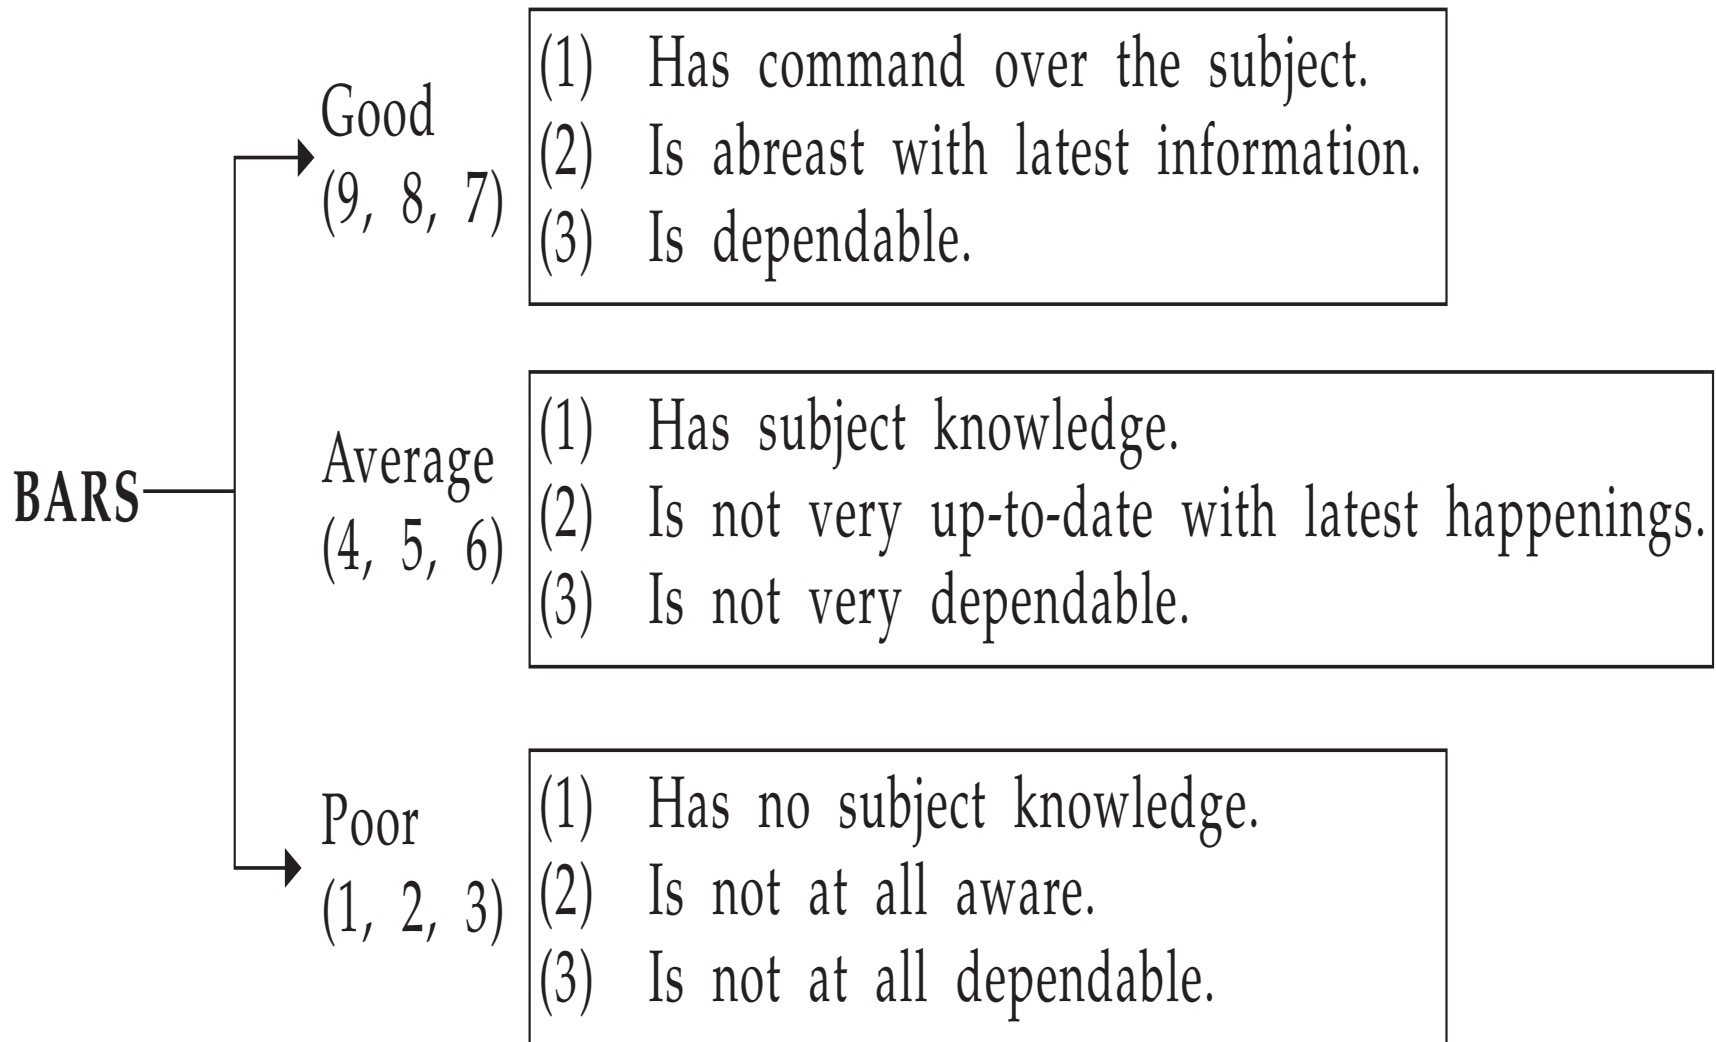 Good
(9, 8, 7)
(1) Has command over the subject.
(2) Is abreast with latest information.
(3) Is dependable.
BARS
Average
(4, 5, 6)
(1) Has subject knowledge.
(2) Is not very up-to-date with latest happenings.
(3) Is not very dependable.
Poor
(1, 2, 3)
(1) Has no subject knowledge.
(2) Is not at all aware.
(3) Is not at all dependable.